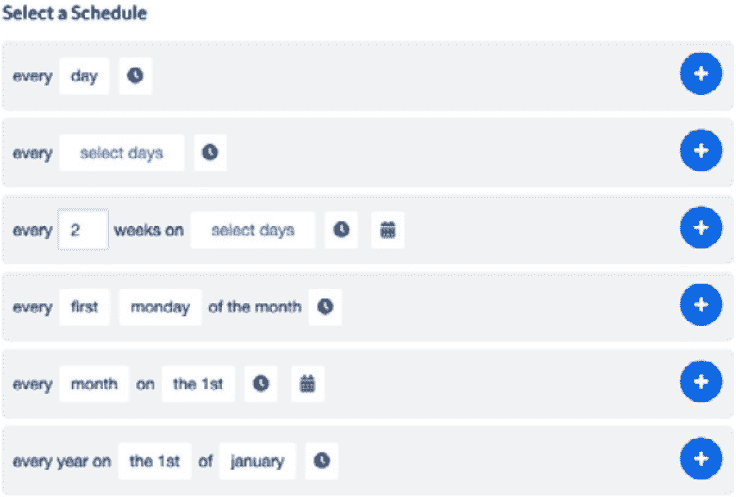 Select a Schedule
every day
every select days
every 2 weeks on select days
every first monday of the month
every month on the 1st
every year on the 1st of january